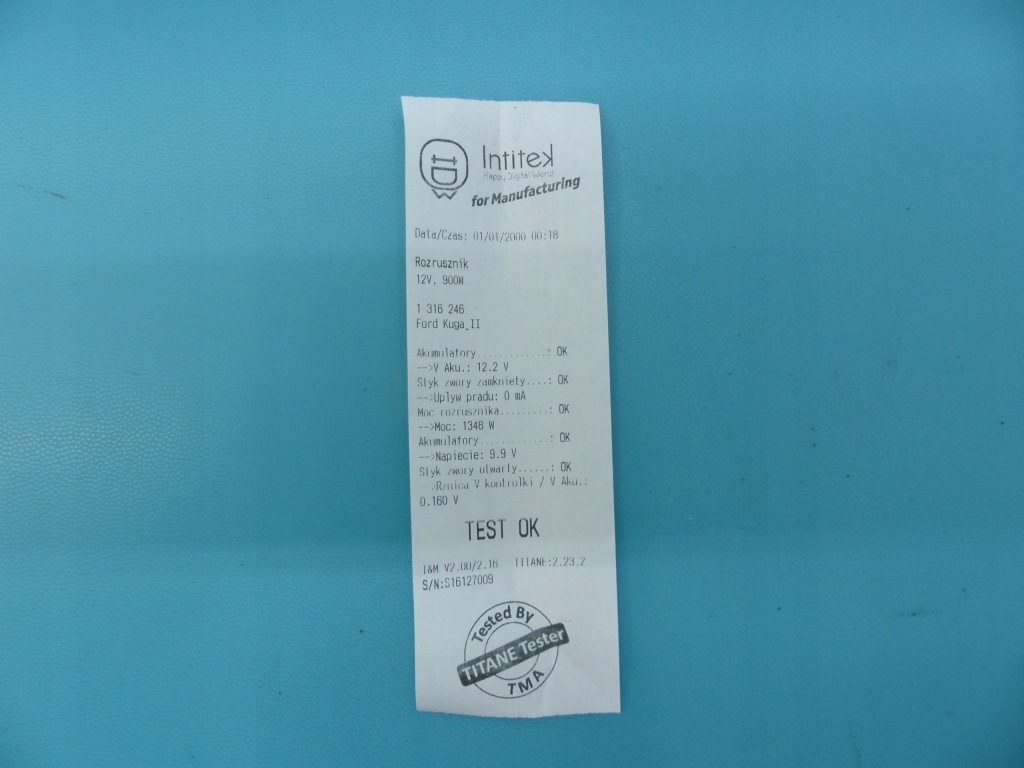 Intitek
Happy Digital World
for Manufacturing
Data/Czas: 01/01/2000 00:18
Rozrusznik
12V, 900W
1 316 246
Ford Kuga_II
Akumulatory............: OK
-->V Aku.: 12.2 V
Styk zwory zamkniety....: OK
-->Uplyw pradu: 0 mA
Moc rozrusznika.........: OK
-->Moc: 1348 W
Akumulatory............: OK
-->Napiecie: 9.9 V
Styk zwory otwarty......: OK
-->Rznica V kontrolki / V Aku.:
0.160 V
TEST OK
I&M V2.00/2.16 TITANE:2.23.2
S/N:S16127009
Tested By
TITANE Tester
TMA